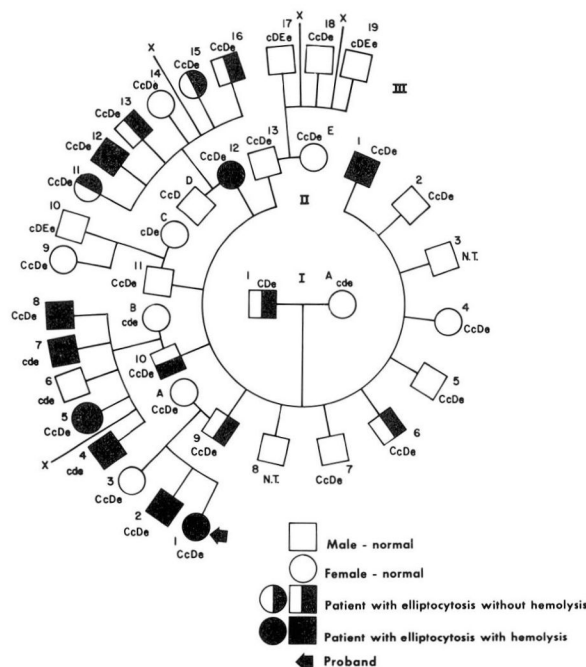 17
X
18
X
19
cDEe
CcDe
cDEe
III
X
16
CcDe
15
CcDe
14
CcDe
13
CcDe
12
CcDe
11
CcDe
13
CcDe
E
CcDe
12
CcDe
D
CcD
II
1
CcDe
2
CcDe
3
N.T.
4
CcDe
5
CcDe
6
CcDe
7
CcDe
8
N.T.
9
CcDe
10
CcDe
11
CcDe
C
cDe
10
cDEe
9
CcDe
I
1
CDe
A
cde
B
cde
A
CcDe
8
CcDe
7
cde
6
cde
5
CcDe
X
4
cde
3
CcDe
2
CcDe
1
CcDe
Male - normal
Female - normal
Patient with elliptocytosis without hemolysis
Patient with elliptocytosis with hemolysis
Proband